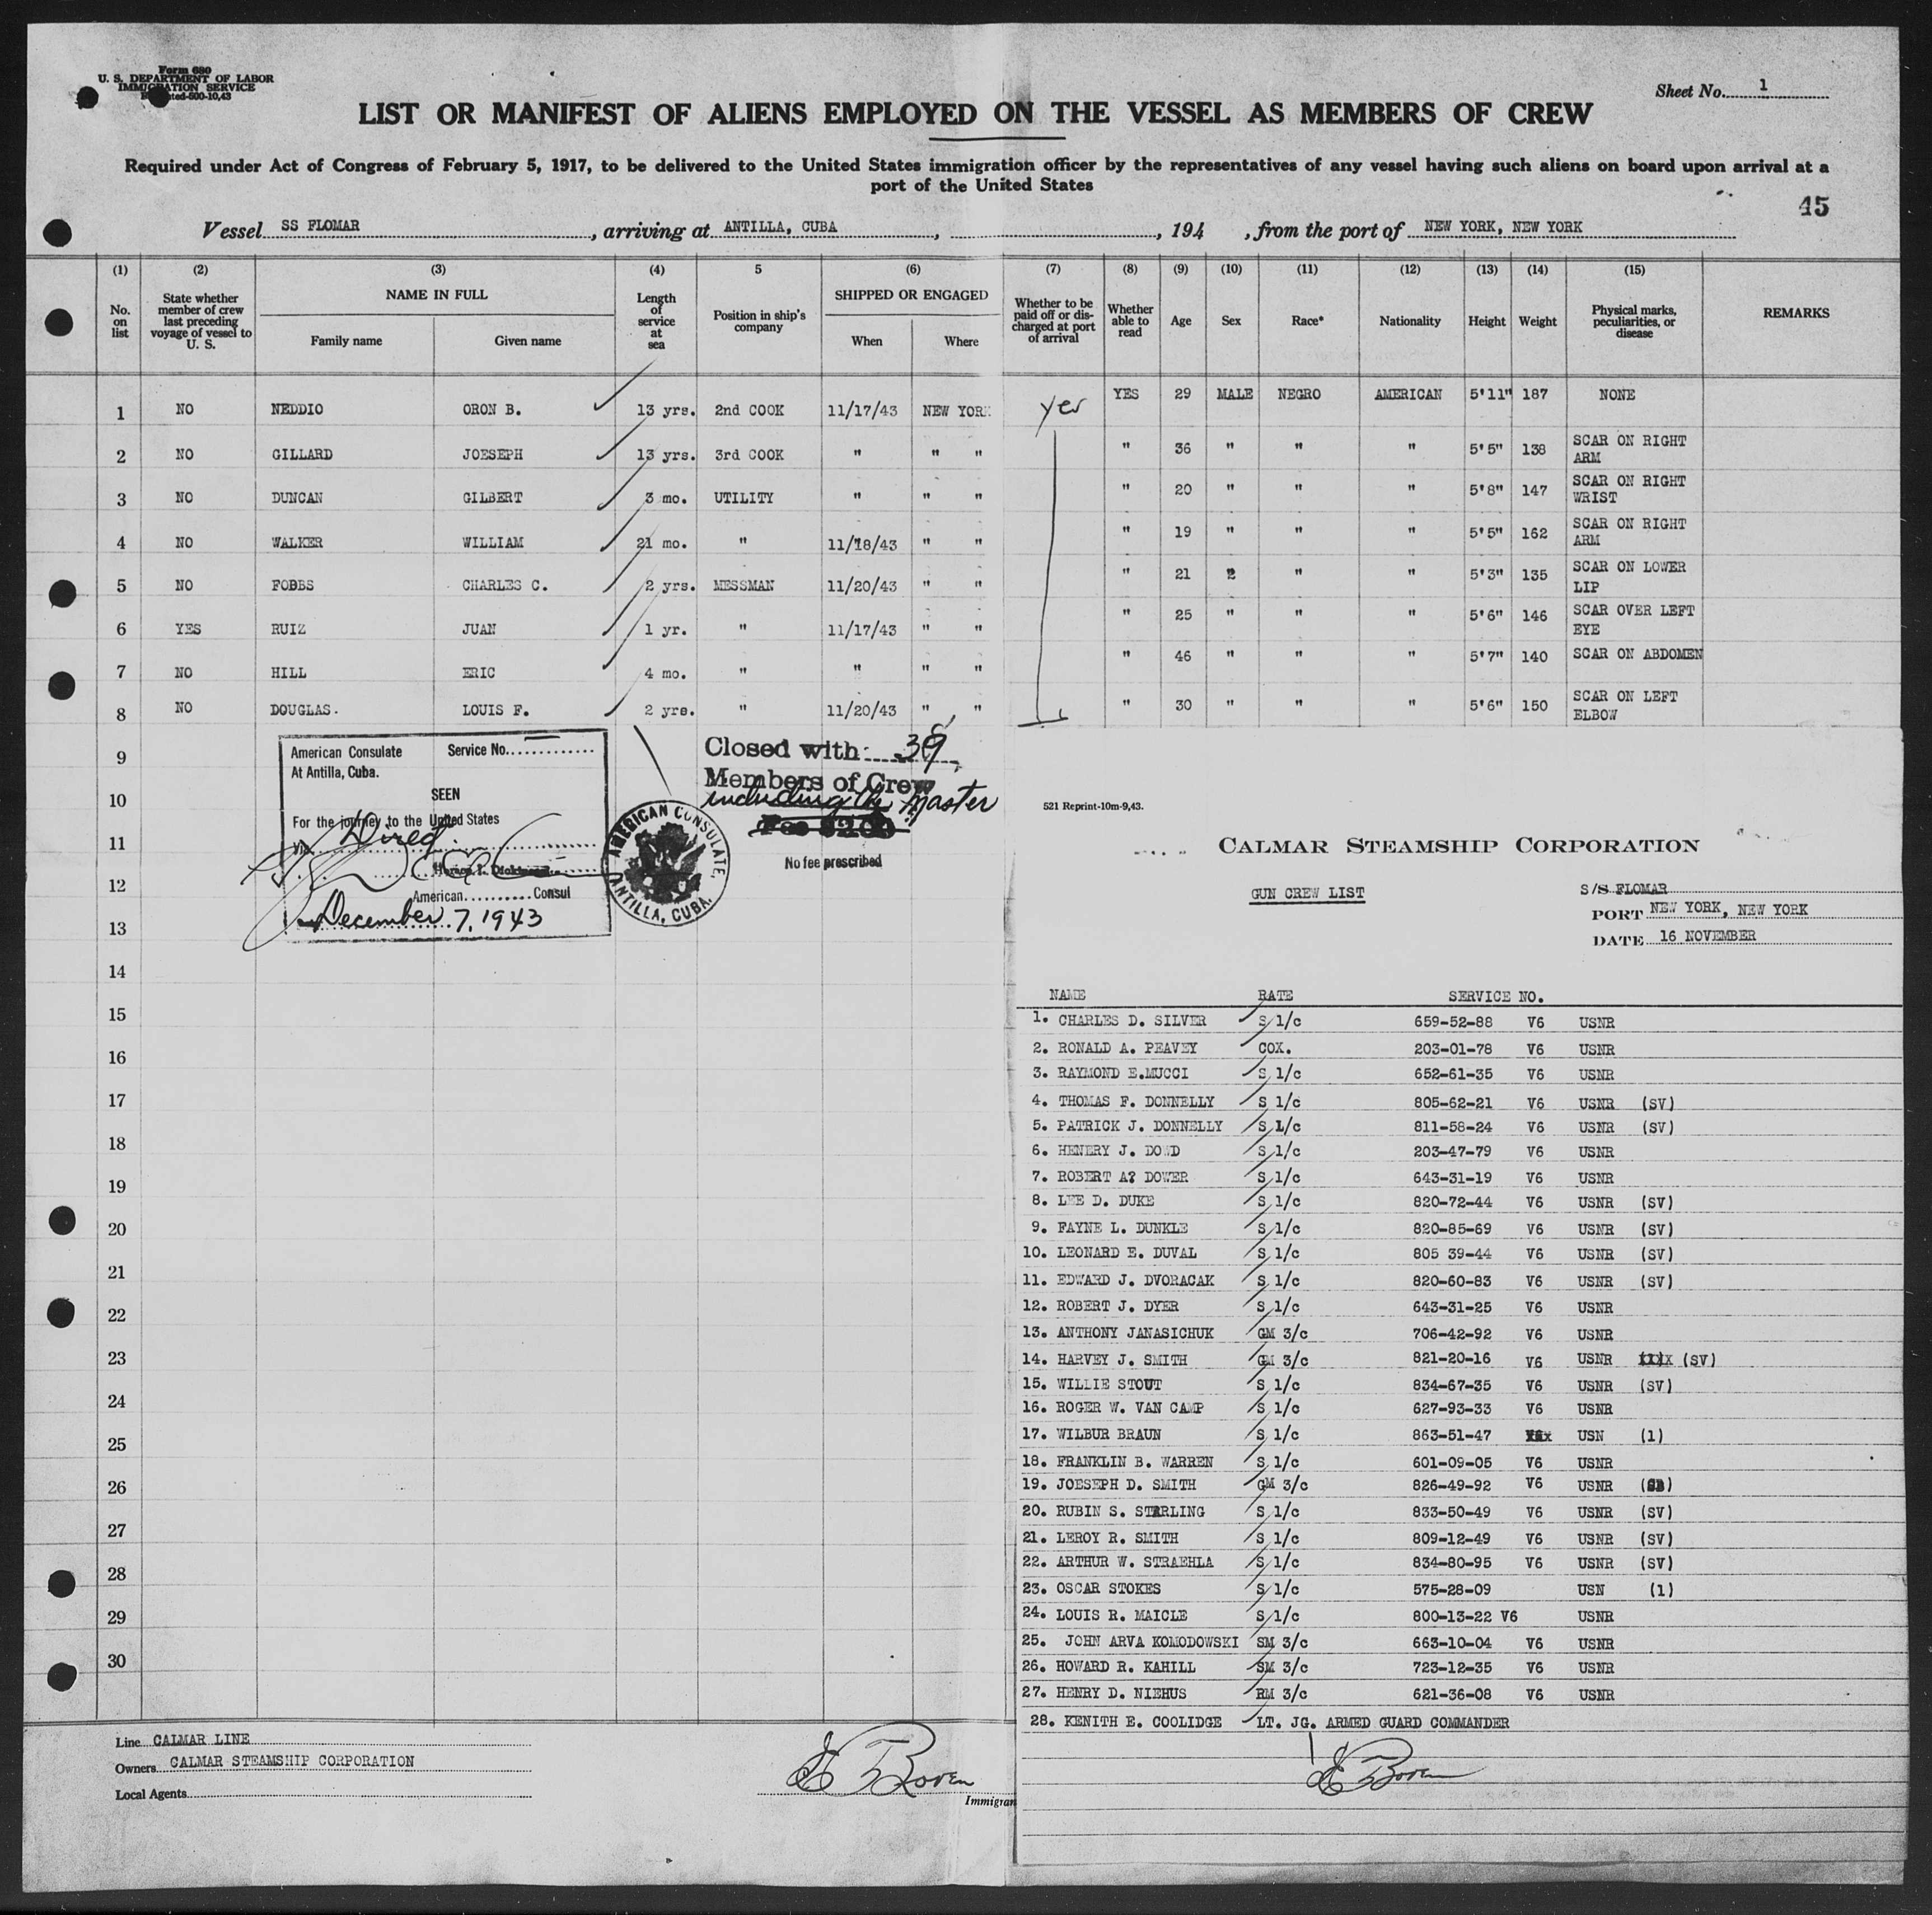 Form 680
U. S. DEPARTMENT OF LABOR
IMMIGRATION SERVICE
Sheet No. 1
LIST OR MANIFEST OF ALIENS EMPLOYED ON THE VESSEL AS MEMBERS OF CREW
Required under Act of Congress of February 5, 1917, to be delivered to the United States immigration officer by the representatives of any vessel having such aliens on board upon arrival at a
port of the United States
45
Vessel SS FLOMAR, arriving at ANTILLA, CUBA, , 194 , from the port of NEW YORK, NEW YORK
(1) (2) (3) (4) 5 (6) (7) (8) (9) (10) (11) (12) (13) (14) (15)
No. on list State whether member of crew last preceding voyage of vessel to U. S. NAME IN FULL Family name Given name Length of service at sea Position in ship's company SHIPPED OR ENGAGED When Where Whether to be paid off or discharged at port of arrival Whether able to read Age Sex Race* Nationality Height Weight Physical marks, peculiarities, or disease REMARKS
1 NO NEDDIO ORON B. 13 yrs. 2nd COOK 11/17/43 NEW YORK yes YES 29 MALE NEGRO AMERICAN 5'11" 187 NONE
2 NO GILLARD JOESEPH 13 yrs. 3rd COOK " " " " 36 " " " 5'5" 138 SCAR ON RIGHT ARM
3 NO DUNCAN GILBERT 3 mo. UTILITY " " " " 20 " " " 5'8" 147 SCAR ON RIGHT WRIST
4 NO WALKER WILLIAM 21 mo. " 11/18/43 " " " 19 " " " 5'5" 162 SCAR ON RIGHT ARM
5 NO FOBBS CHARLES C. 2 yrs. MESSMAN 11/20/43 " " " 21 " " " 5'3" 135 SCAR ON LOWER LIP
6 YES RUIZ JUAN 1 yr. " 11/17/43 " " " 25 " " " 5'6" 146 SCAR OVER LEFT EYE
7 NO HILL ERIC 4 mo. " " " " " 46 " " " 5'7" 140 SCAR ON ABDOMEN
8 NO DOUGLAS. LOUIS F. 2 yrs. " 11/20/43 " " " 30 " " " 5'6" 150 SCAR ON LEFT ELBOW
9
10
11
12
13
14
15
16
17
18
19
20
21
22
23
24
25
26
27
28
29
30
American Consulate Service No.
At Antilla, Cuba.
SEEN
For the journey to the United States
Via Direct
American Consul
December 7, 1943
AMERICAN CONSULATE, ANTILLA, CUBA.
Closed with 39
Members of Crew
including the Master
No fee prescribed
521 Reprint-10m-9,43.
CALMAR STEAMSHIP CORPORATION
GUN CREW LIST
S/S FLOMAR
PORT NEW YORK, NEW YORK
DATE 16 NOVEMBER
NAME RATE SERVICE NO.
1. CHARLES D. SILVER S 1/c 659-52-88 V6 USNR
2. RONALD A. PEAVEY COX. 203-01-78 V6 USNR
3. RAYMOND E.MUCCI S 1/c 652-61-35 V6 USNR
4. THOMAS F. DONNELLY S 1/c 805-62-21 V6 USNR (SV)
5. PATRICK J. DONNELLY S 1/c 811-58-24 V6 USNR (SV)
6. HENERY J. DOWD S 1/c 203-47-79 V6 USNR
7. ROBERT A? DOWER S 1/c 643-31-19 V6 USNR
8. LEE D. DUKE S 1/c 820-72-44 V6 USNR (SV)
9. FAYNE L. DUNKLE S 1/c 820-85-69 V6 USNR (SV)
10. LEONARD E. DUVAL S 1/c 805 39-44 V6 USNR (SV)
11. EDWARD J. DVORACAK S 1/c 820-60-83 V6 USNR (SV)
12. ROBERT J. DYER S 1/c 643-31-25 V6 USNR
13. ANTHONY JANASICHUK GM 3/c 706-42-92 V6 USNR
14. HARVEY J. SMITH GM 3/c 821-20-16 V6 USNR (SV)
15. WILLIE STOUT S 1/c 834-67-35 V6 USNR (SV)
16. ROGER W. VAN CAMP S 1/c 627-93-33 V6 USNR
17. WILBUR BRAUN S 1/c 863-51-47 USN (1)
18. FRANKLIN B. WARREN S 1/c 601-09-05 V6 USNR
19. JOESEPH D. SMITH GM 3/c 826-49-92 V6 USNR
20. RUBIN S. STARLING S 1/c 833-50-49 V6 USNR (SV)
21. LEROY R. SMITH S 1/c 809-12-49 V6 USNR (SV)
22. ARTHUR W. STRAEHLA S 1/c 834-80-95 V6 USNR (SV)
23. OSCAR STOKES S 1/c 575-28-09 USN (1)
24. LOUIS R. MAICLE S 1/c 800-13-22 V6 USNR
25. JOHN ARVA KOMODOWSKI SM 3/c 663-10-04 V6 USNR
26. HOWARD R. KAHILL SM 3/c 723-12-35 V6 USNR
27. HENRY D. NIEHUS RM 3/c 621-36-08 V6 USNR
28. KENITH E. COOLIDGE LT. JG. ARMED GUARD COMMANDER
Line CALMAR LINE
Owners CALMAR STEAMSHIP CORPORATION
Local Agents
Immigran